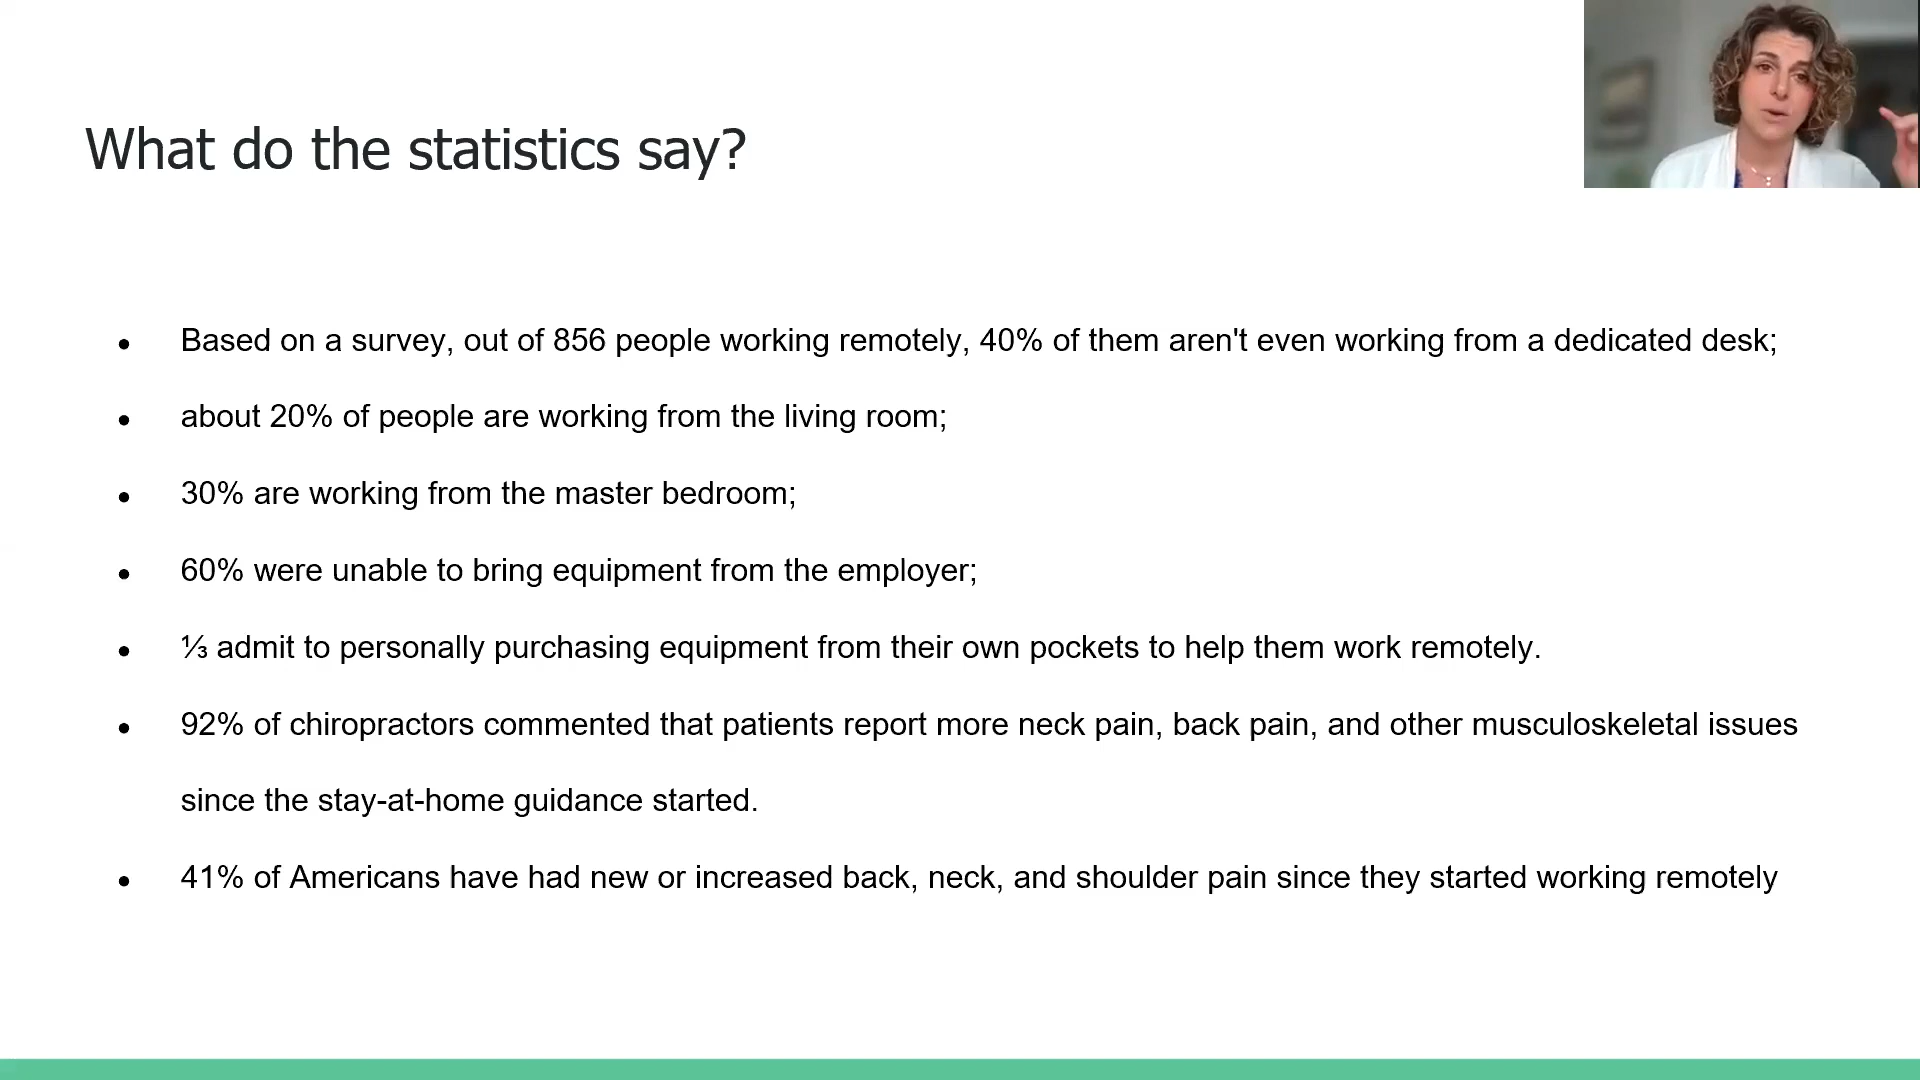 What do the statistics say?
● Based on a survey, out of 856 people working remotely, 40% of them aren't even working from a dedicated desk;
● about 20% of people are working from the living room;
● 30% are working from the master bedroom;
● 60% were unable to bring equipment from the employer;
● ⅓ admit to personally purchasing equipment from their own pockets to help them work remotely.
● 92% of chiropractors commented that patients report more neck pain, back pain, and other musculoskeletal issues
since the stay-at-home guidance started.
● 41% of Americans have had new or increased back, neck, and shoulder pain since they started working remotely